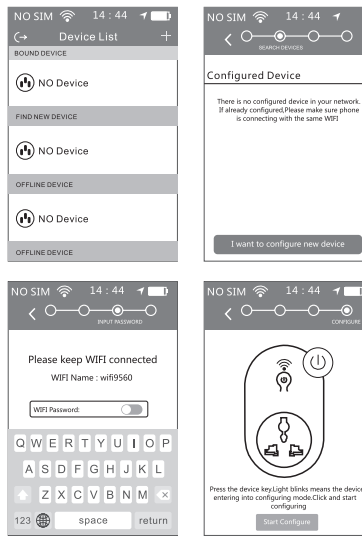 NO SIM 14 : 44
Device List +
BOUND DEVICE
NO Device
FIND NEW DEVICE
NO Device
OFFLINE DEVICE
NO Device
OFFLINE DEVICE
NO SIM 14 : 44
SEARCH DEVICES
Configured Device
There is no configured device in your network.
If already configured,Please make sure phone
is connecting with the same WIFI
I want to configure new device
NO SIM 14 : 44
INPUT PASSWORD
Please keep WIFI connected
WIFI Name : wifi9560
WIFI Password:
Q W E R T Y U I O P
A S D F G H J K L
Z X C V B N M
123 space return
NO SIM 14 : 44
CONFIGURE
Press the device key.Light blinks means the device
entering into configuring mode.Click and start
configuring
Start Configure